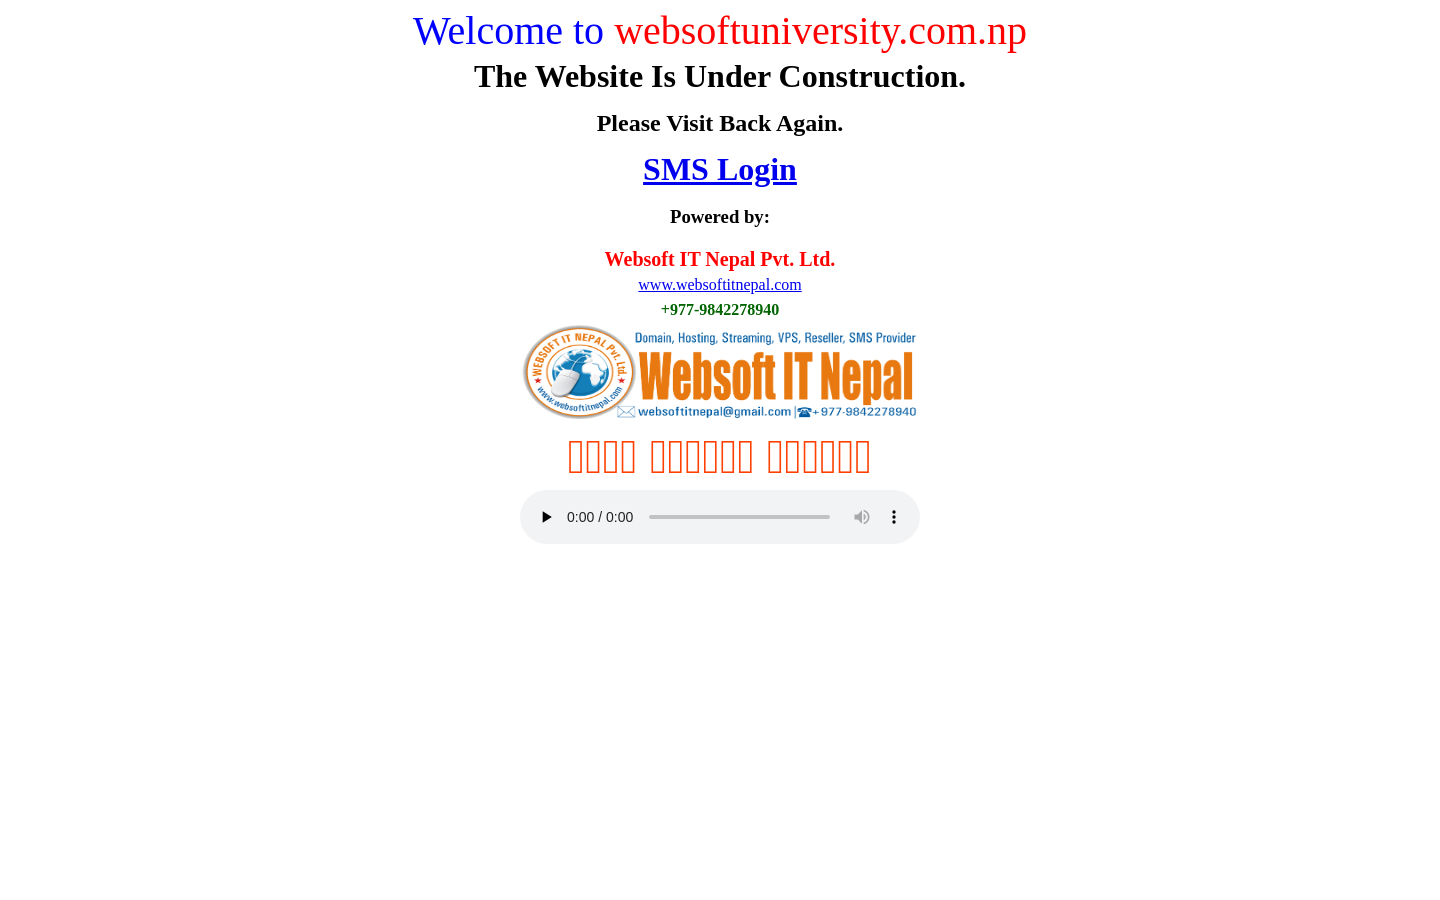 Welcome to websoftuniversity.com.np
The Website Is Under Construction.
Please Visit Back Again.
SMS Login
Powered by:
Websoft IT Nepal Pvt. Ltd.
www.websoftitnepal.com
+977-9842278940
WEBSOFT IT NEPAL Pvt. Ltd.
www.websoftitnepal.com
Domain, Hosting, Streaming, VPS, Reseller, SMS Provider
Websoft IT Nepal
websoftitnepal@gmail.com | +977-9842278940
0:00 / 0:00